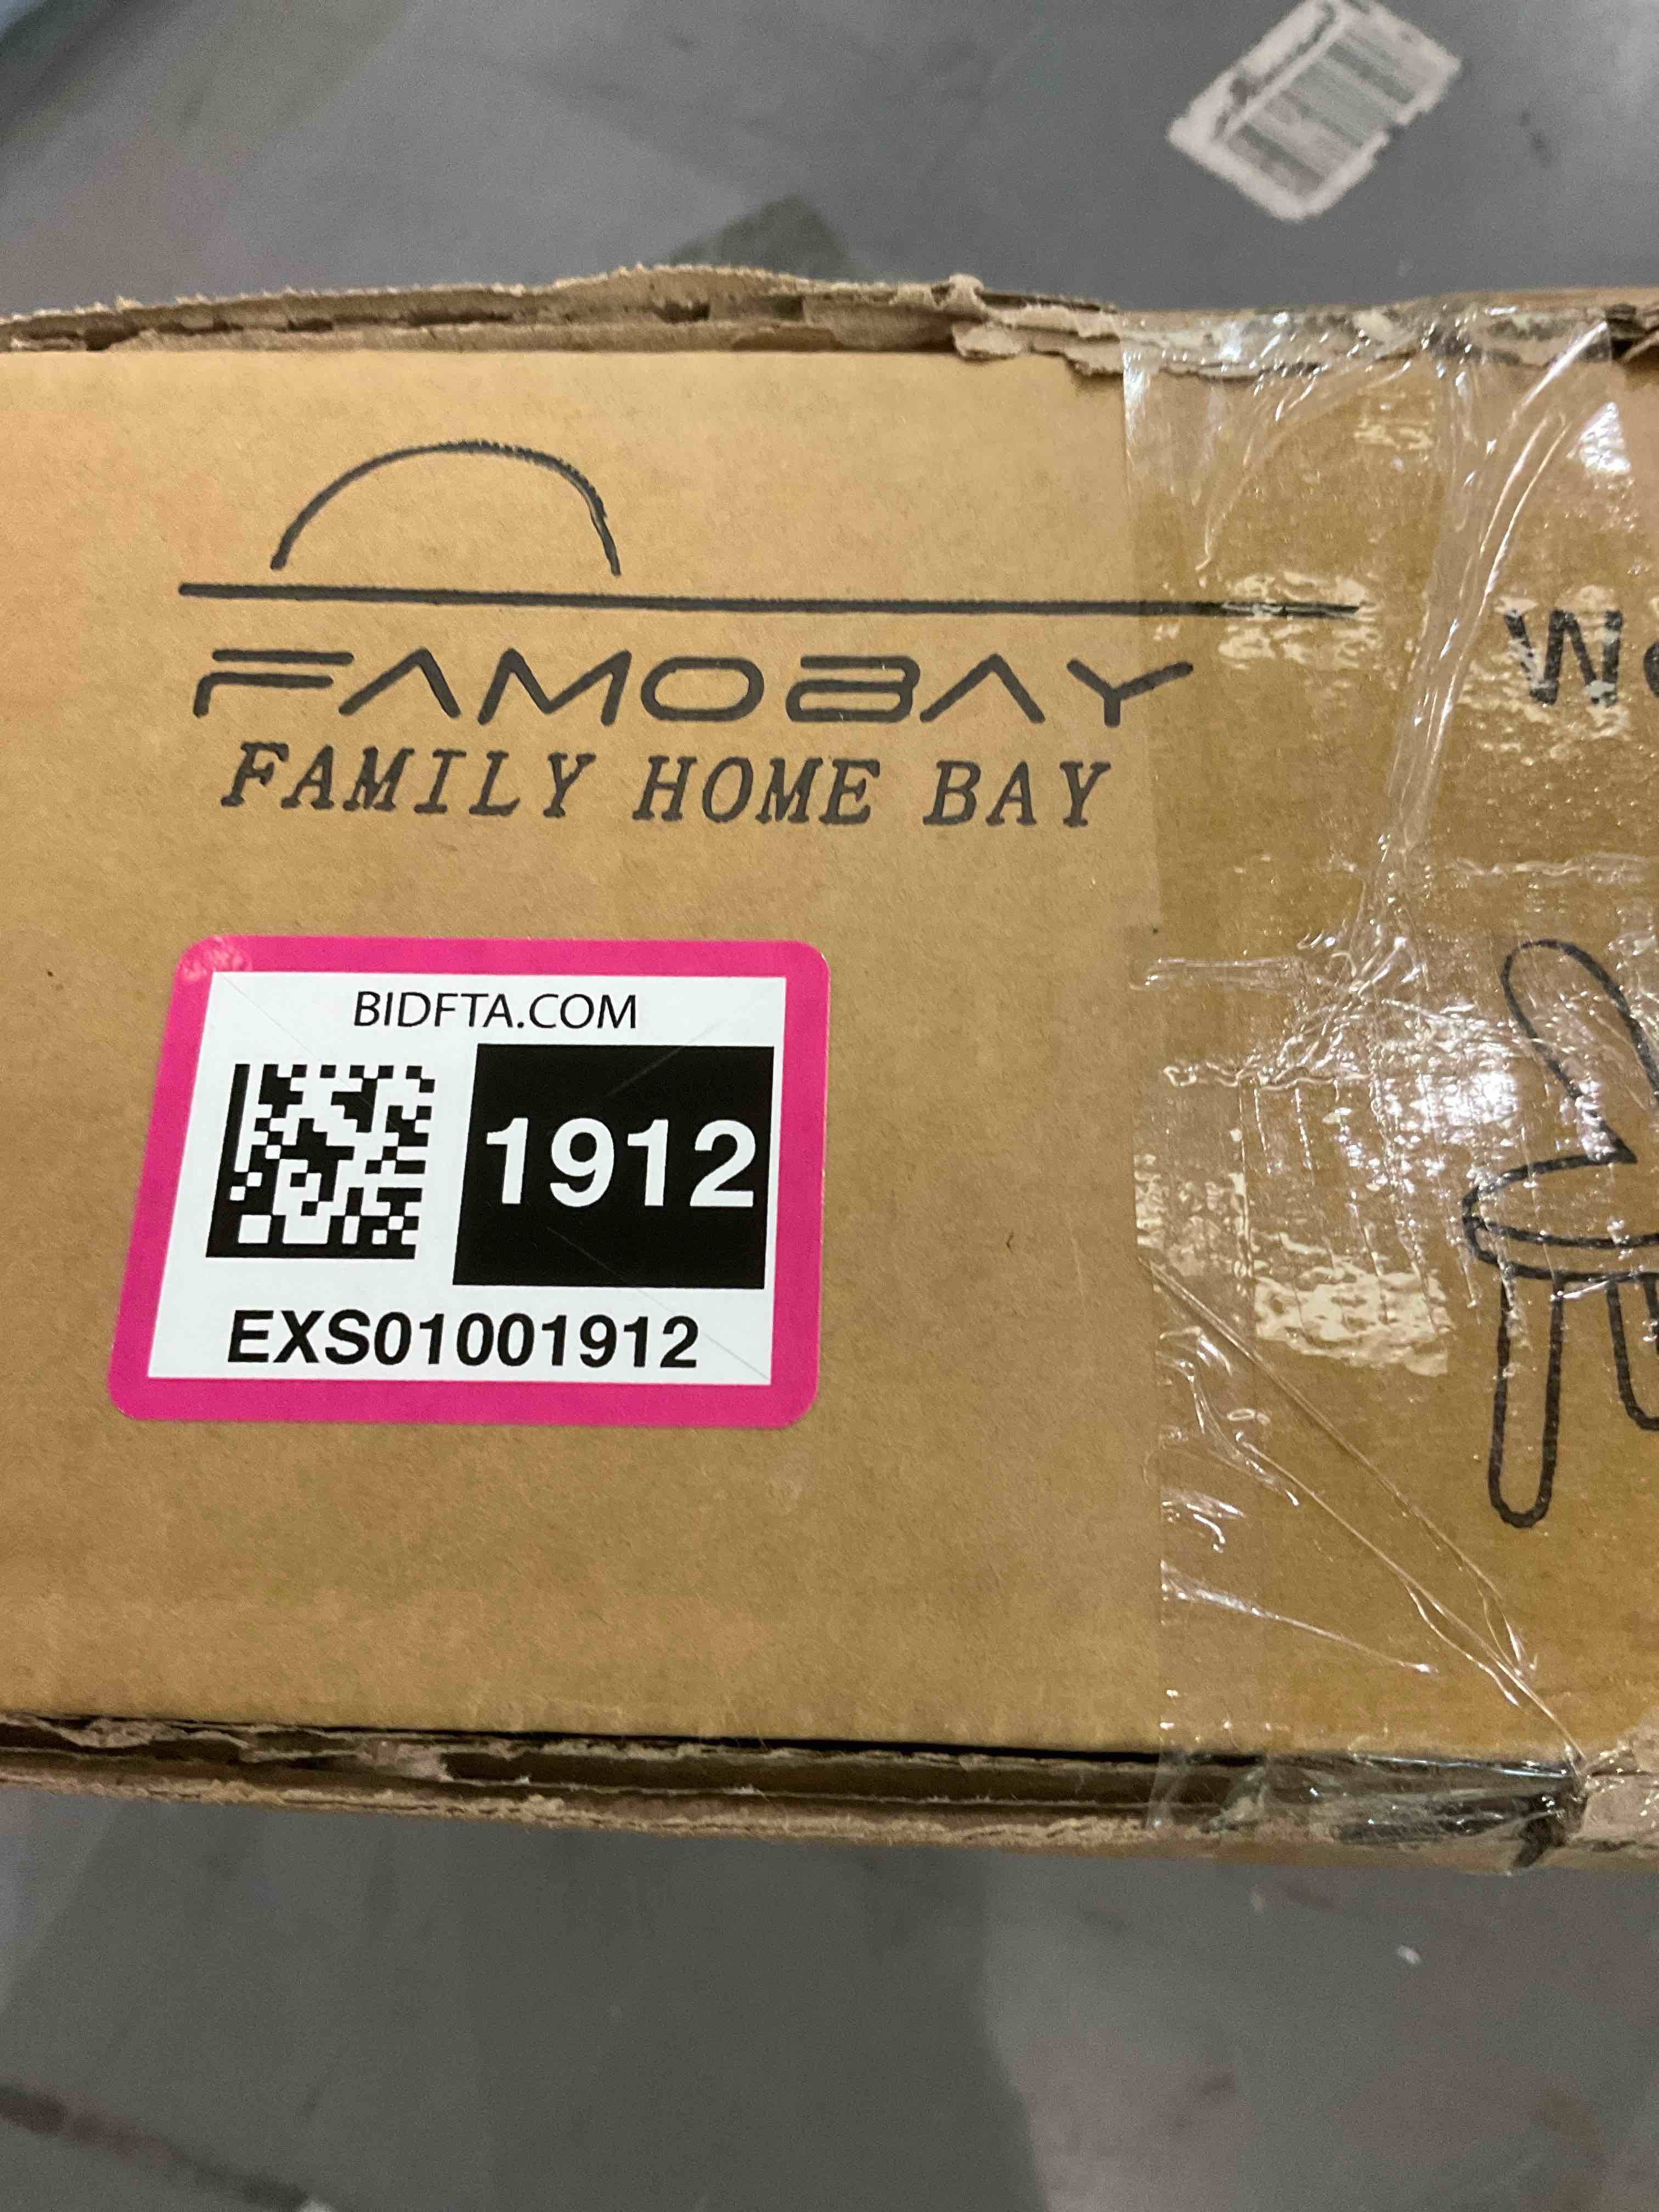 FAMOBAY
FAMILY HOME BAY
BIDFTA.COM
1912
EXS01001912